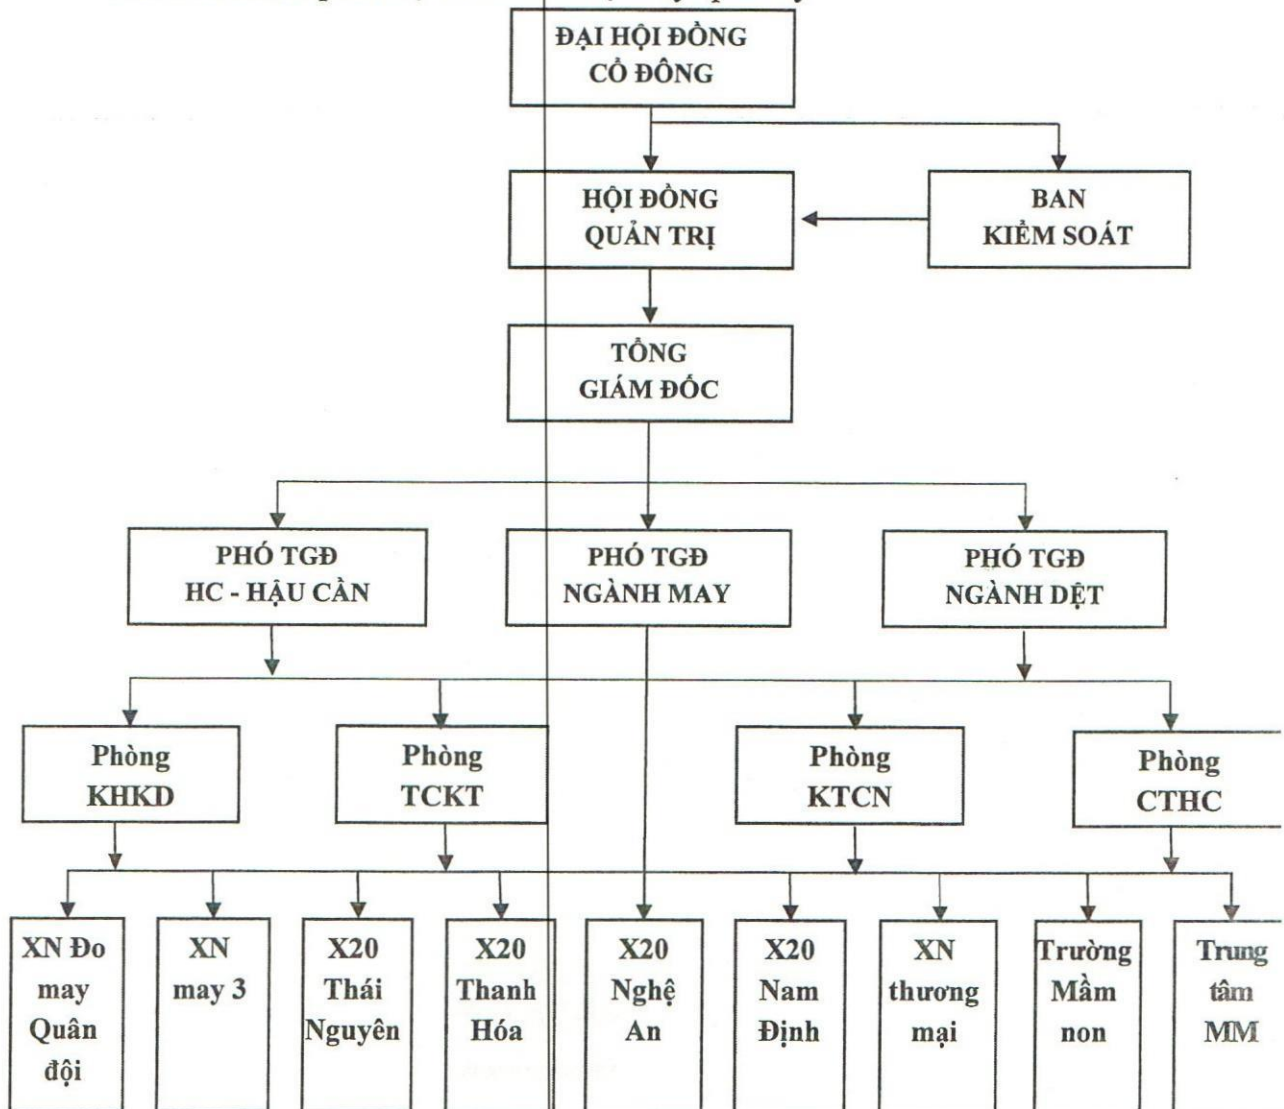 ĐẠI HỘI ĐỒNG
CỔ ĐÔNG
HỘI ĐỒNG
QUẢN TRỊ
BAN
KIỂM SOÁT
TỔNG
GIÁM ĐỐC
PHÓ TGĐ
HC - HẬU CẦN
PHÓ TGĐ
NGÀNH MAY
PHÓ TGĐ
NGÀNH DỆT
Phòng
KHKD
Phòng
TCKT
Phòng
KTCN
Phòng
CTHC
XN Đo
may
Quân
đội
XN
may 3
X20
Thái
Nguyên
X20
Thanh
Hóa
X20
Nghệ
An
X20
Nam
Định
XN
thương
mại
Trường
Mầm
non
Trung
tâm
MM